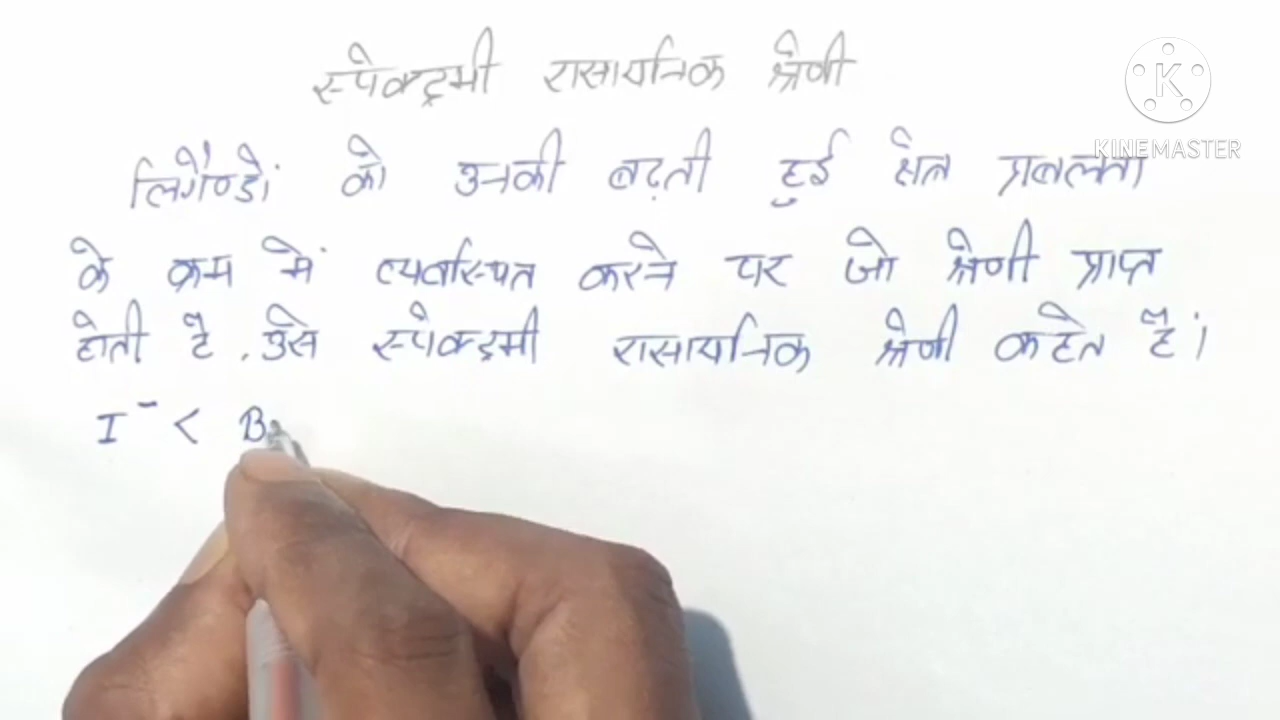 स्पेक्ट्रमी रासायनिक श्रेणी
K
KINEMASTER
लिगैण्डों को उनकी बढ़ती हुई क्षेत्र प्रबलता
के क्रम में व्यवस्थित करने पर जो श्रेणी प्राप्त
होती है, उसे स्पेक्ट्रमी रासायनिक श्रेणी कहते है।
I⁻ < B